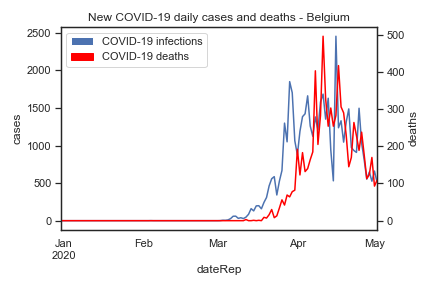 New COVID-19 daily cases and deaths - Belgium
COVID-19 infections
COVID-19 deaths
2500
2000
1500
1000
500
0
cases
500
400
300
200
100
0
deaths
Jan
2020
Feb
Mar
Apr
May
dateRep